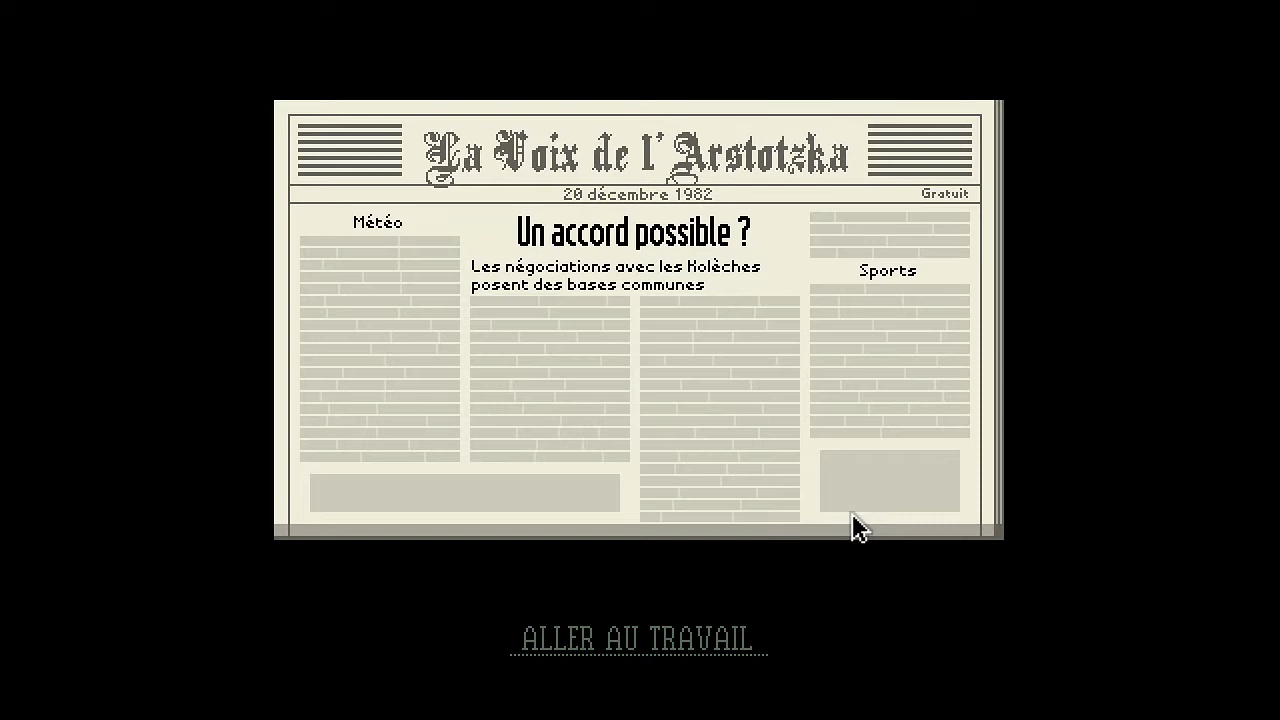 La Voix de l'Arstotzka
20 décembre 1982
Gratuit
Météo
Un accord possible ?
Les négociations avec les Kolèches
posent des bases communes
Sports
ALLER AU TRAVAIL